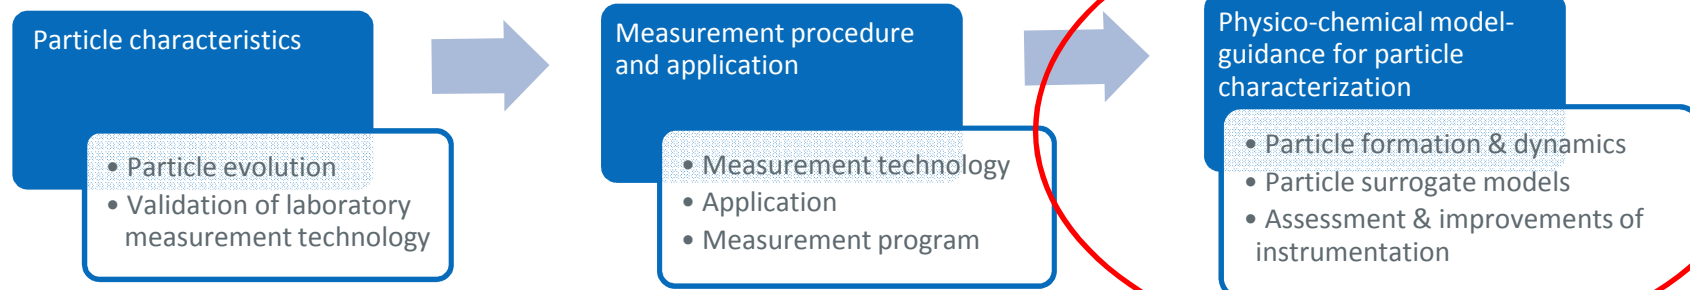 Particle characteristics
• Particle evolution
• Validation of laboratory
measurement technology
Measurement procedure
and application
• Measurement technology
• Application
• Measurement program
Physico-chemical model-
guidance for particle
characterization
• Particle formation & dynamics
• Particle surrogate models
• Assessment & improvements of
instrumentation